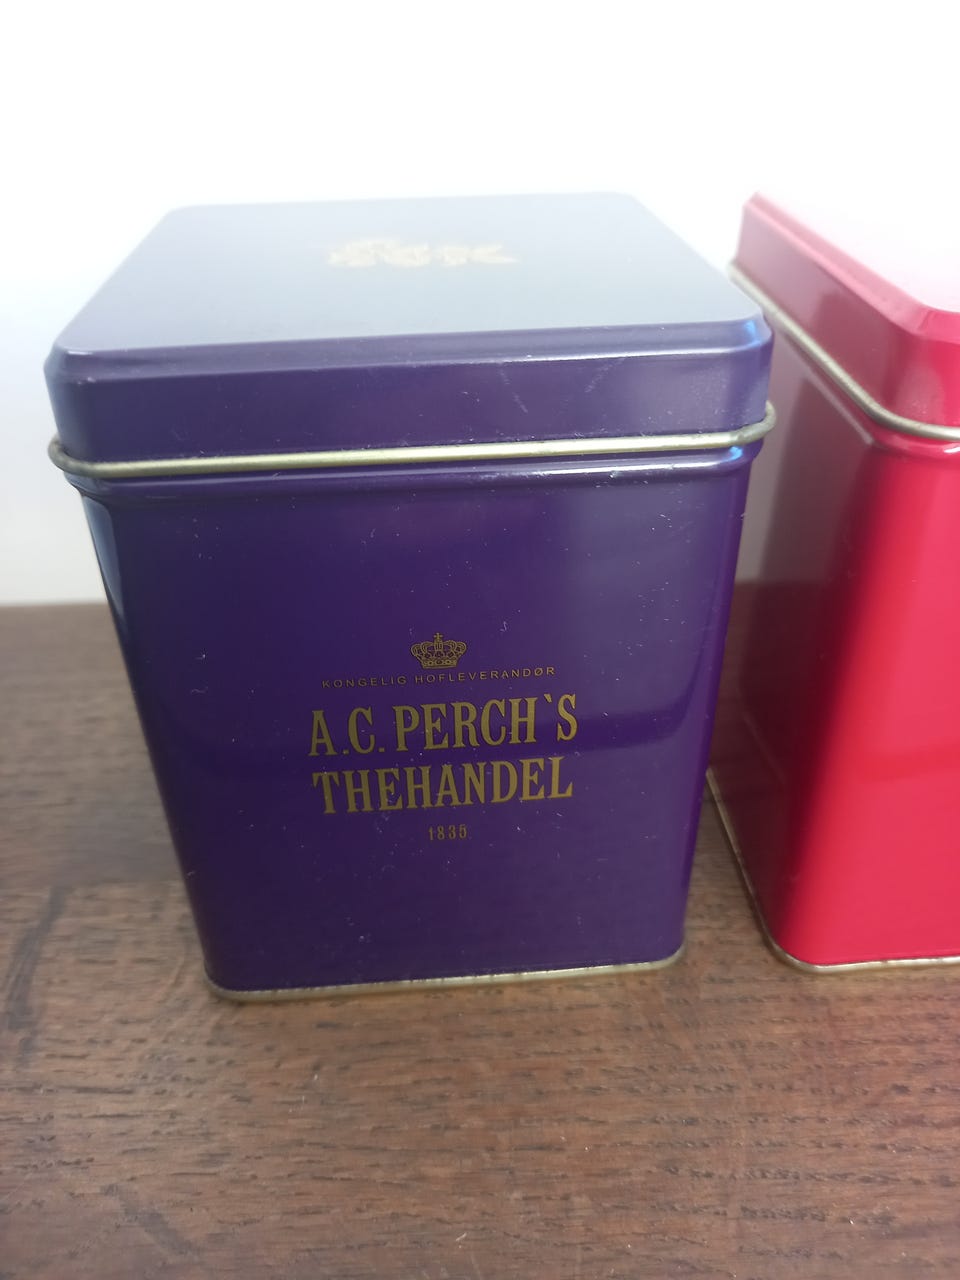 KONGELIG HOFLEVERANDØR
A.C. PERCH`S
THEHANDEL
1835